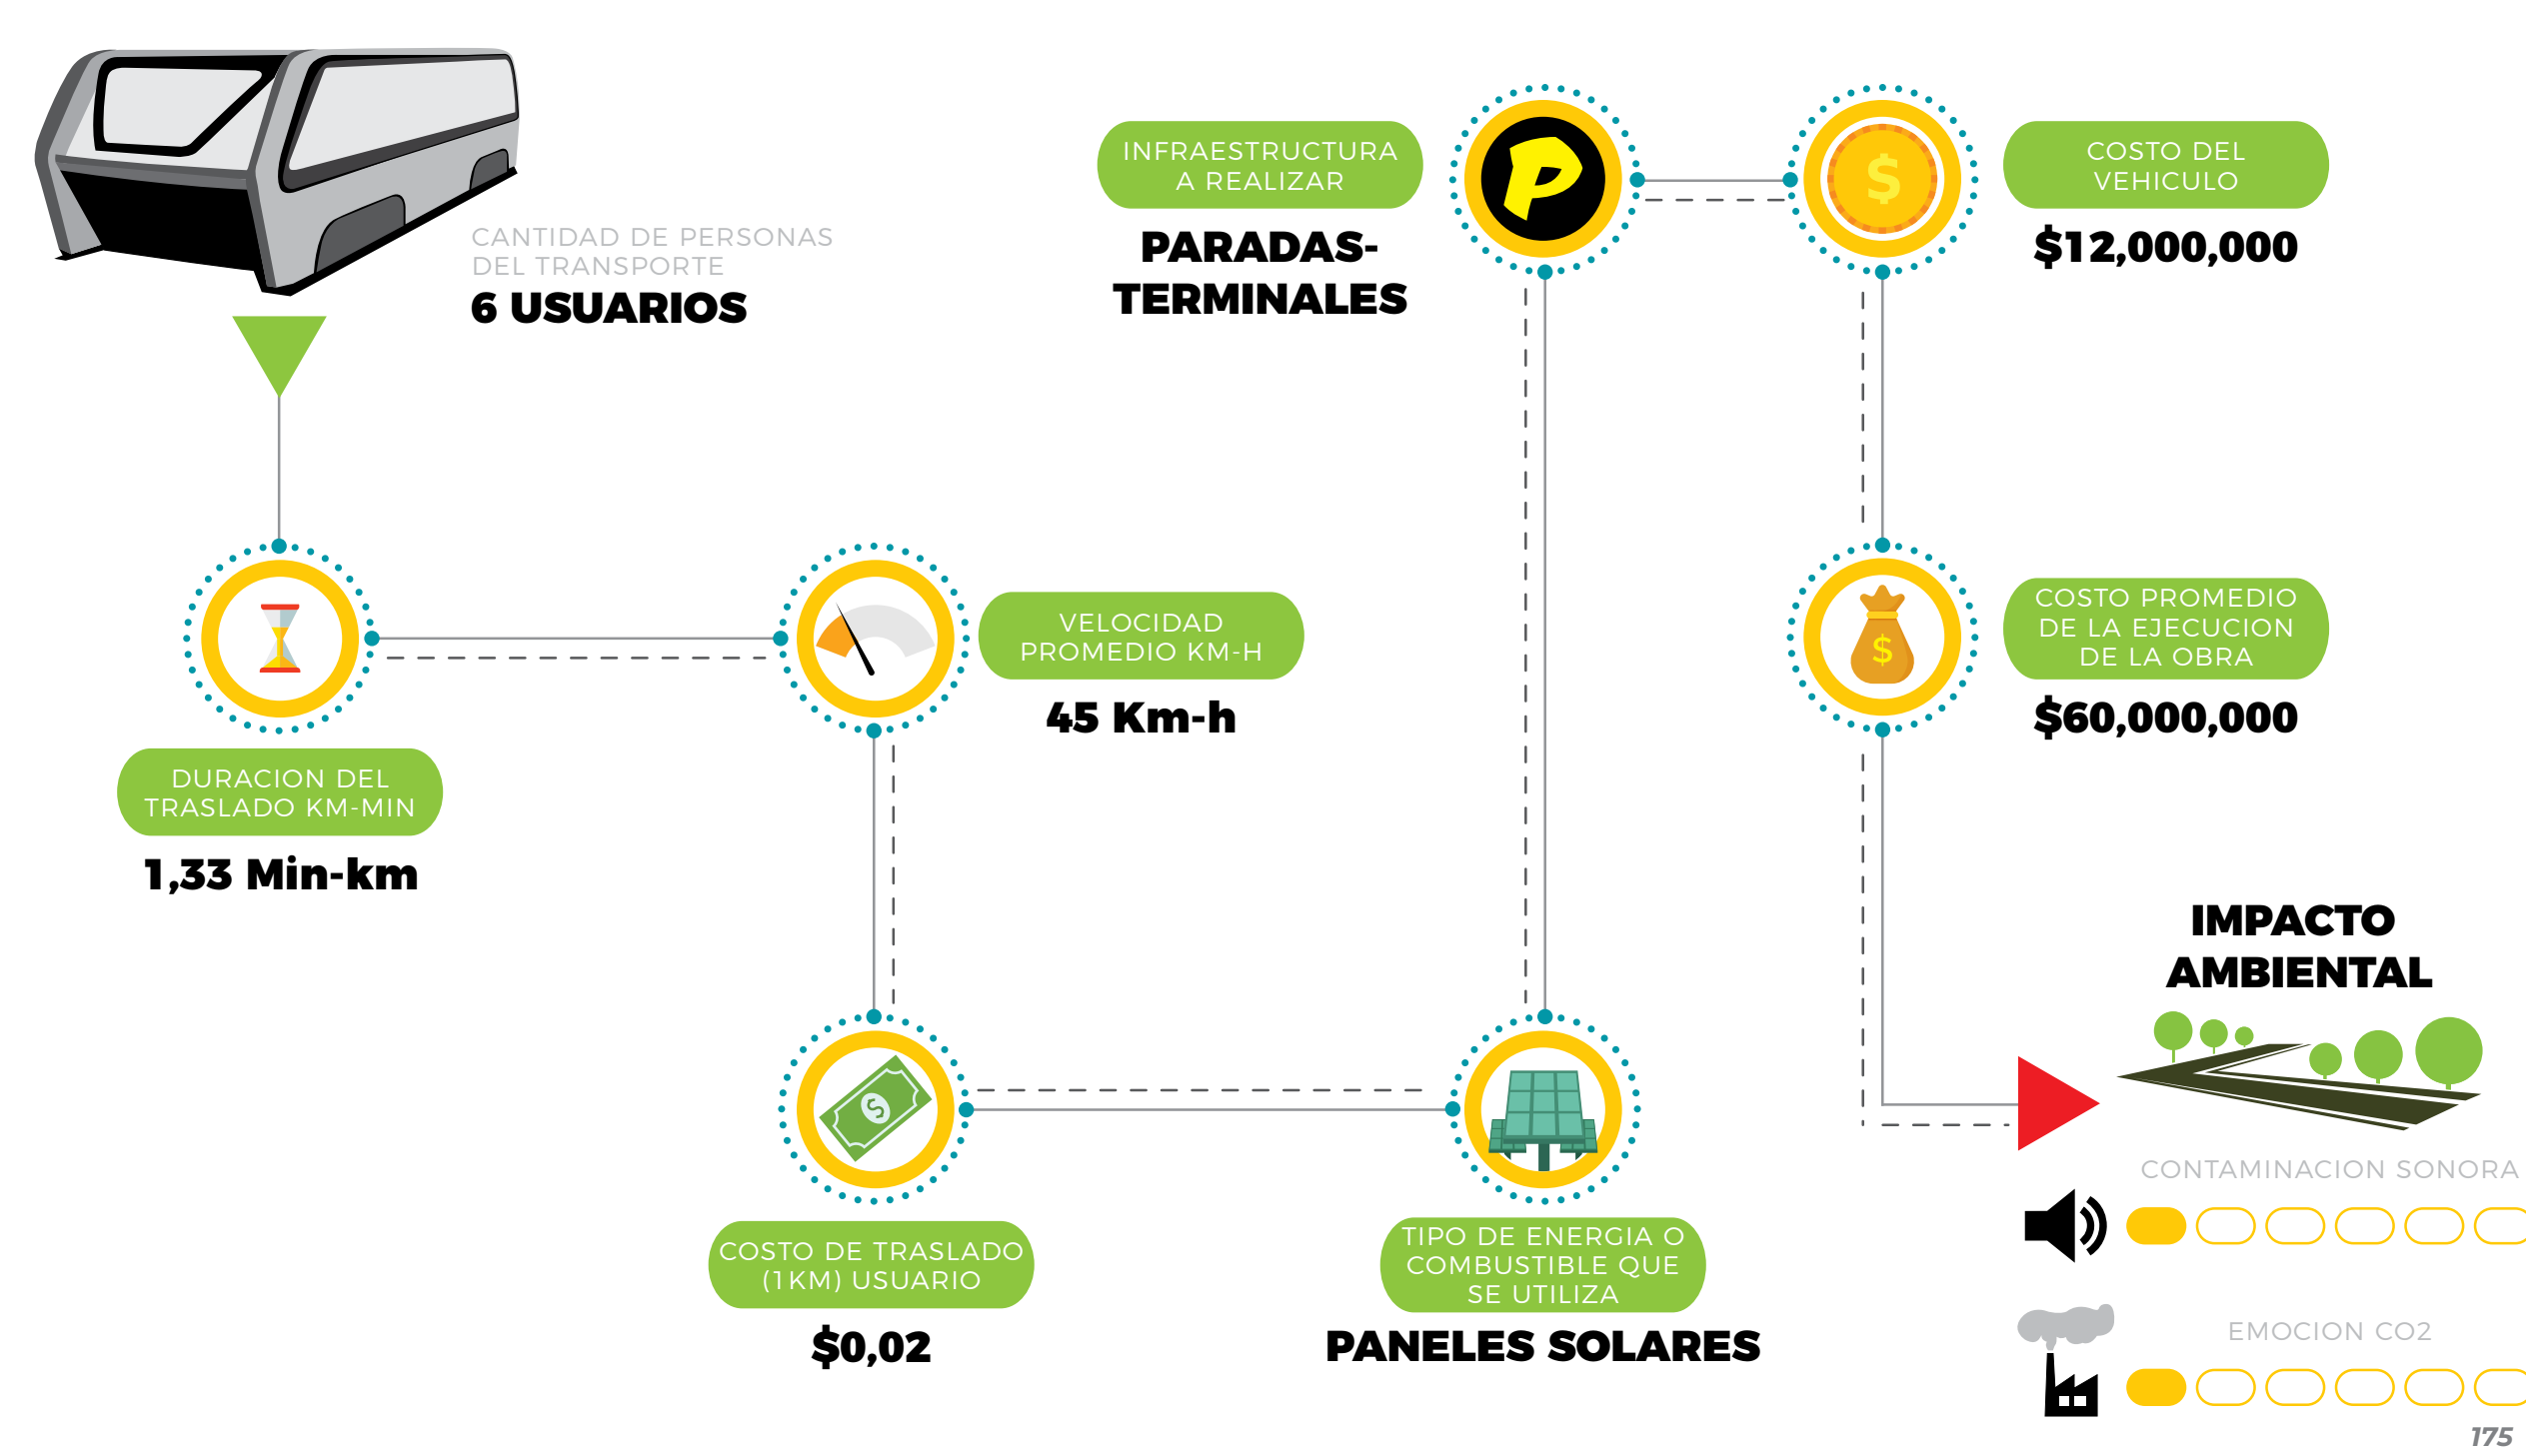 CANTIDAD DE PERSONAS
DEL TRANSPORTE
6 USUARIOS
DURACION DEL
TRASLADO KM-MIN
1,33 Min-km
VELOCIDAD
PROMEDIO KM-H
45 Km-h
COSTO DE TRASLADO
(1KM) USUARIO
$0,02
TIPO DE ENERGIA O
COMBUSTIBLE QUE
SE UTILIZA
PANELES SOLARES
INFRAESTRUCTURA
A REALIZAR
PARADAS-
TERMINALES
P
$
COSTO DEL
VEHICULO
$12,000,000
$
COSTO PROMEDIO
DE LA EJECUCION
DE LA OBRA
$60,000,000
IMPACTO
AMBIENTAL
CONTAMINACION SONORA
EMOCION CO2
175